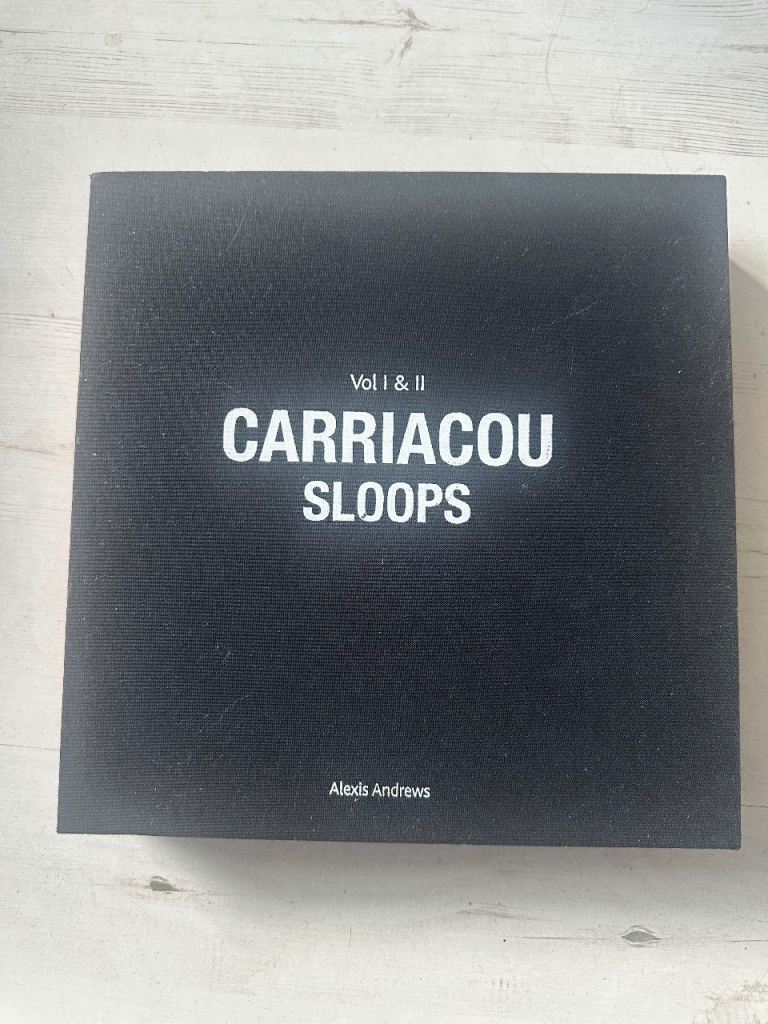 Vol I & II
CARRIACOU
SLOOPS
Alexis Andrews